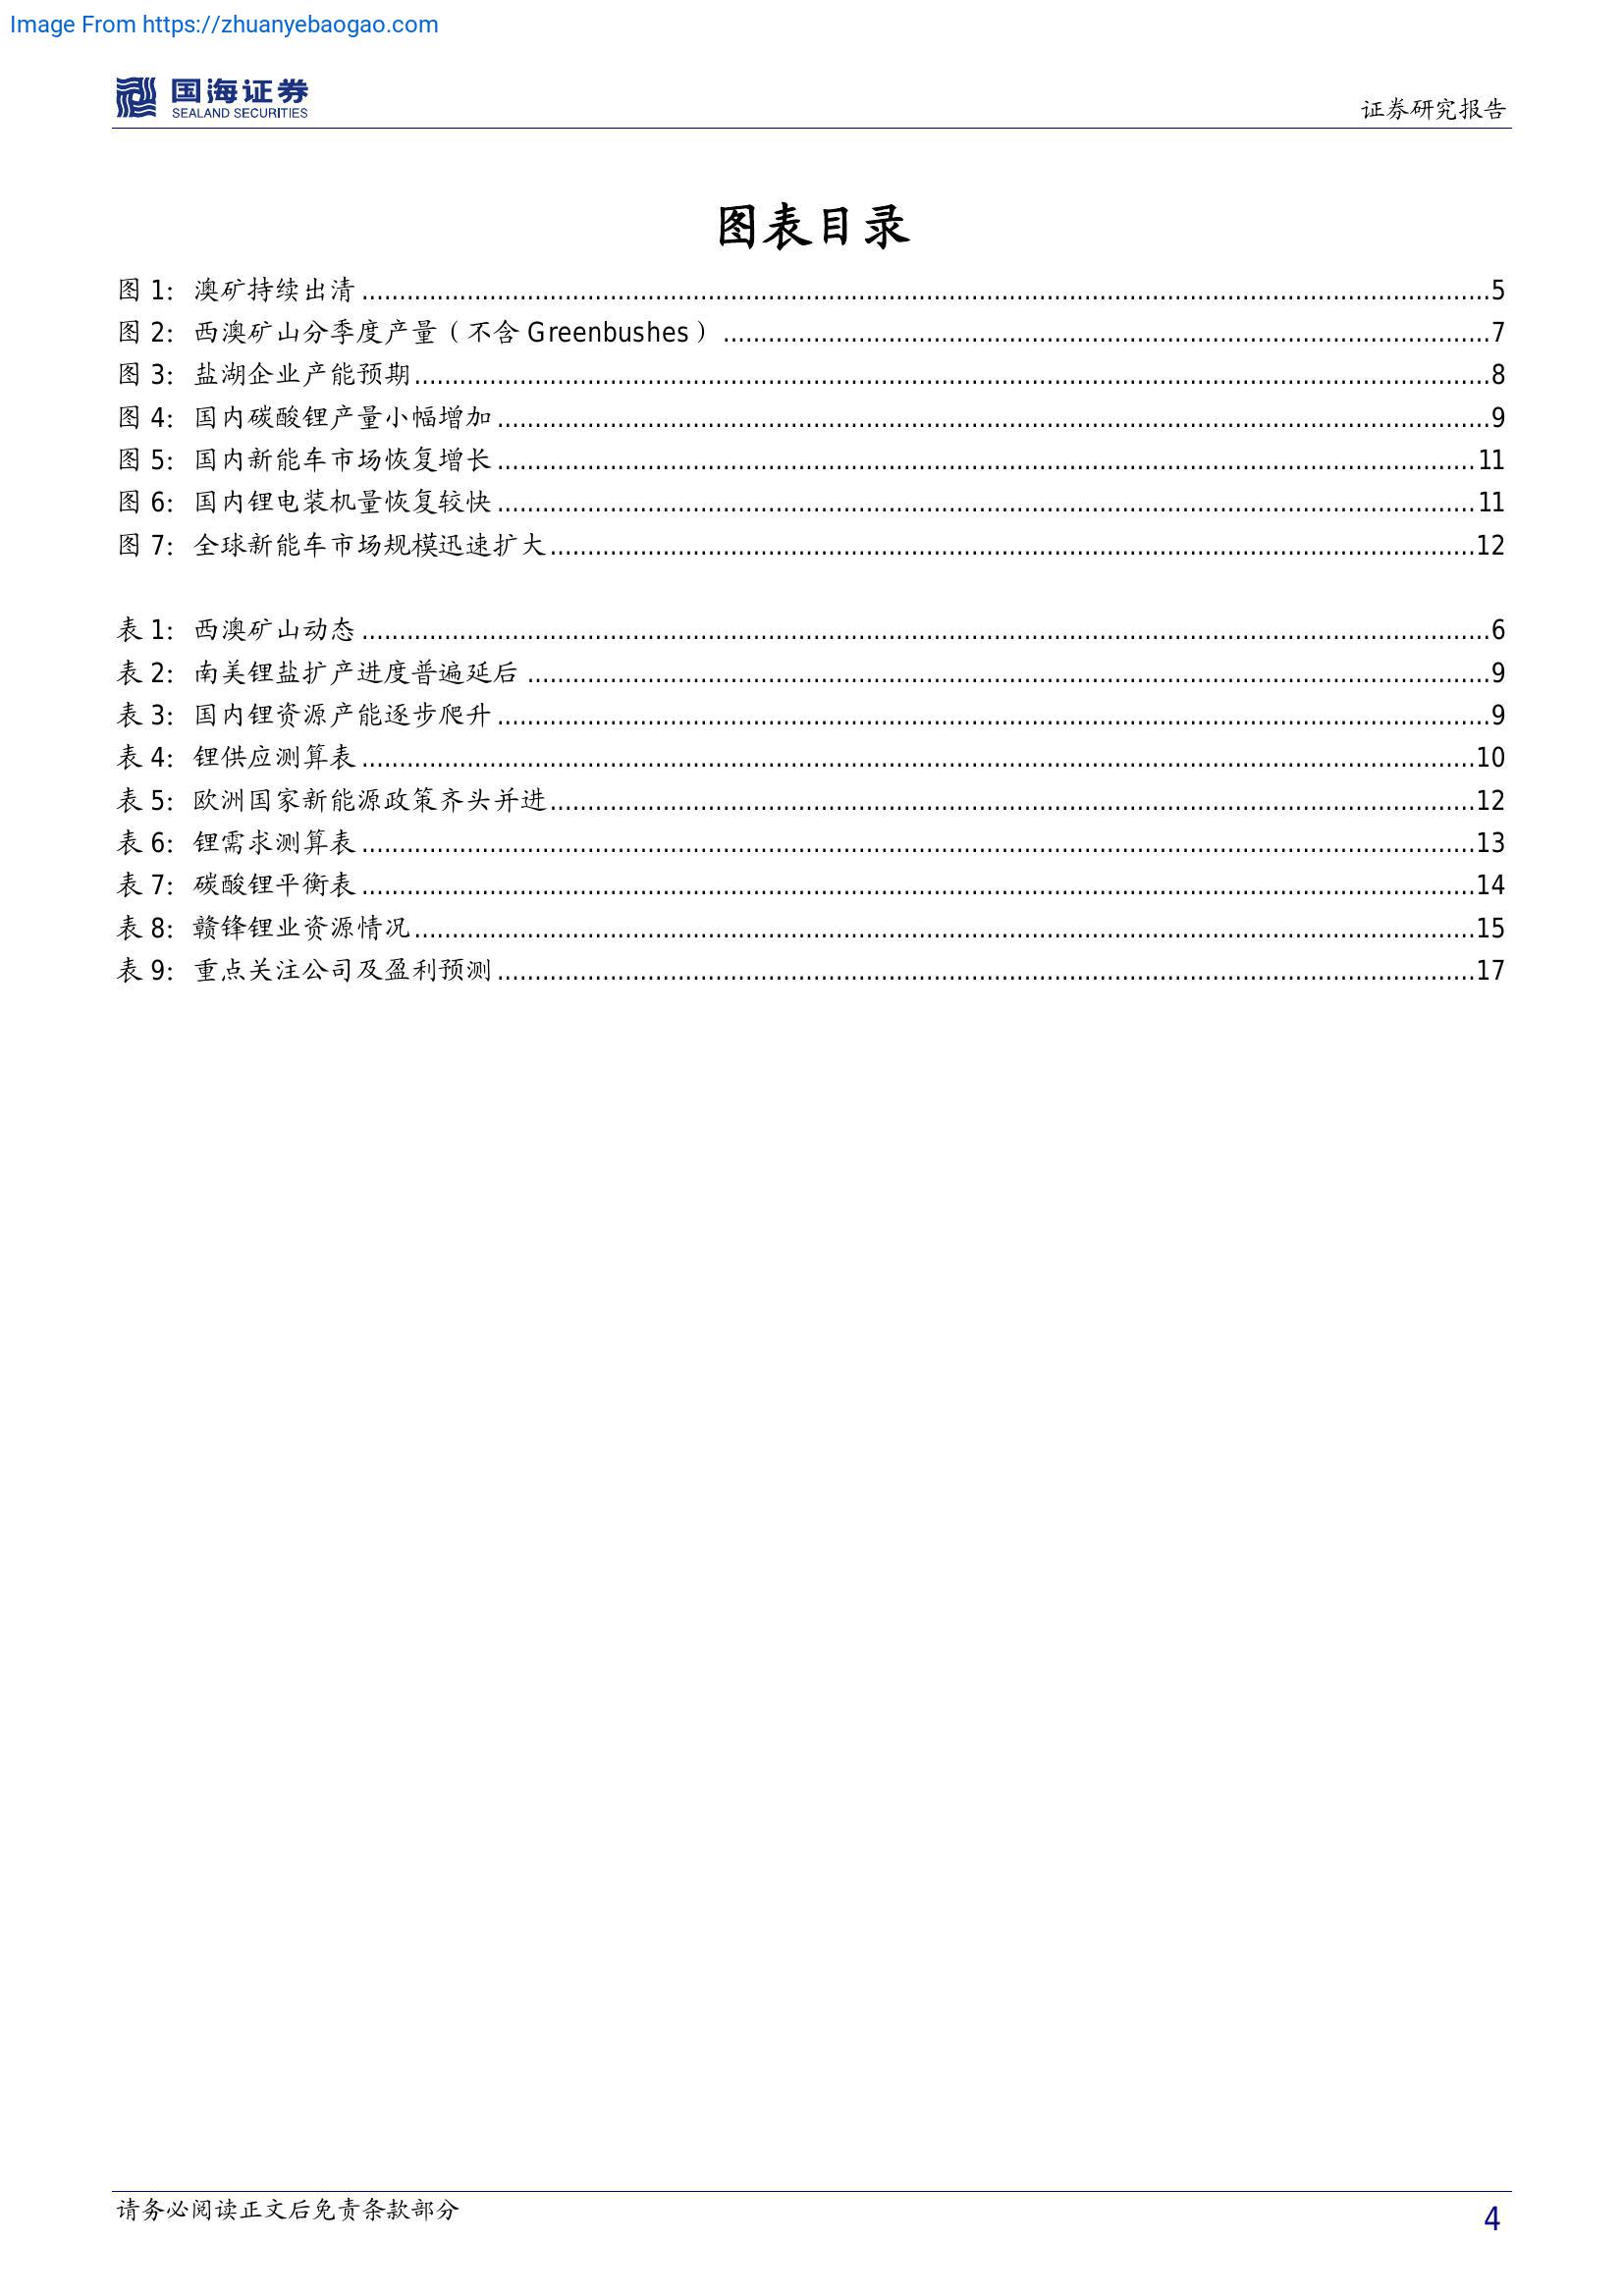 Image From https://zhuanyebaogao.com
国海证券
SEALAND SECURITIES
证券研究报告
图表目录
图 1：澳矿持续出清........5
图 2：西澳矿山分季度产量（不含 Greenbushes）........7
图 3：盐湖企业产能预期........8
图 4：国内碳酸锂产量小幅增加........9
图 5：国内新能车市场恢复增长........11
图 6：国内锂电装机量恢复较快........11
图 7：全球新能车市场规模迅速扩大........12
表 1：西澳矿山动态........6
表 2：南美锂盐扩产进度普遍延后........9
表 3：国内锂资源产能逐步爬升........9
表 4：锂供应测算表........10
表 5：欧洲国家新能源政策齐头并进........12
表 6：锂需求测算表........13
表 7：碳酸锂平衡表........14
表 8：赣锋锂业资源情况........15
表 9：重点关注公司及盈利预测........17
请务必阅读正文后免责条款部分
4